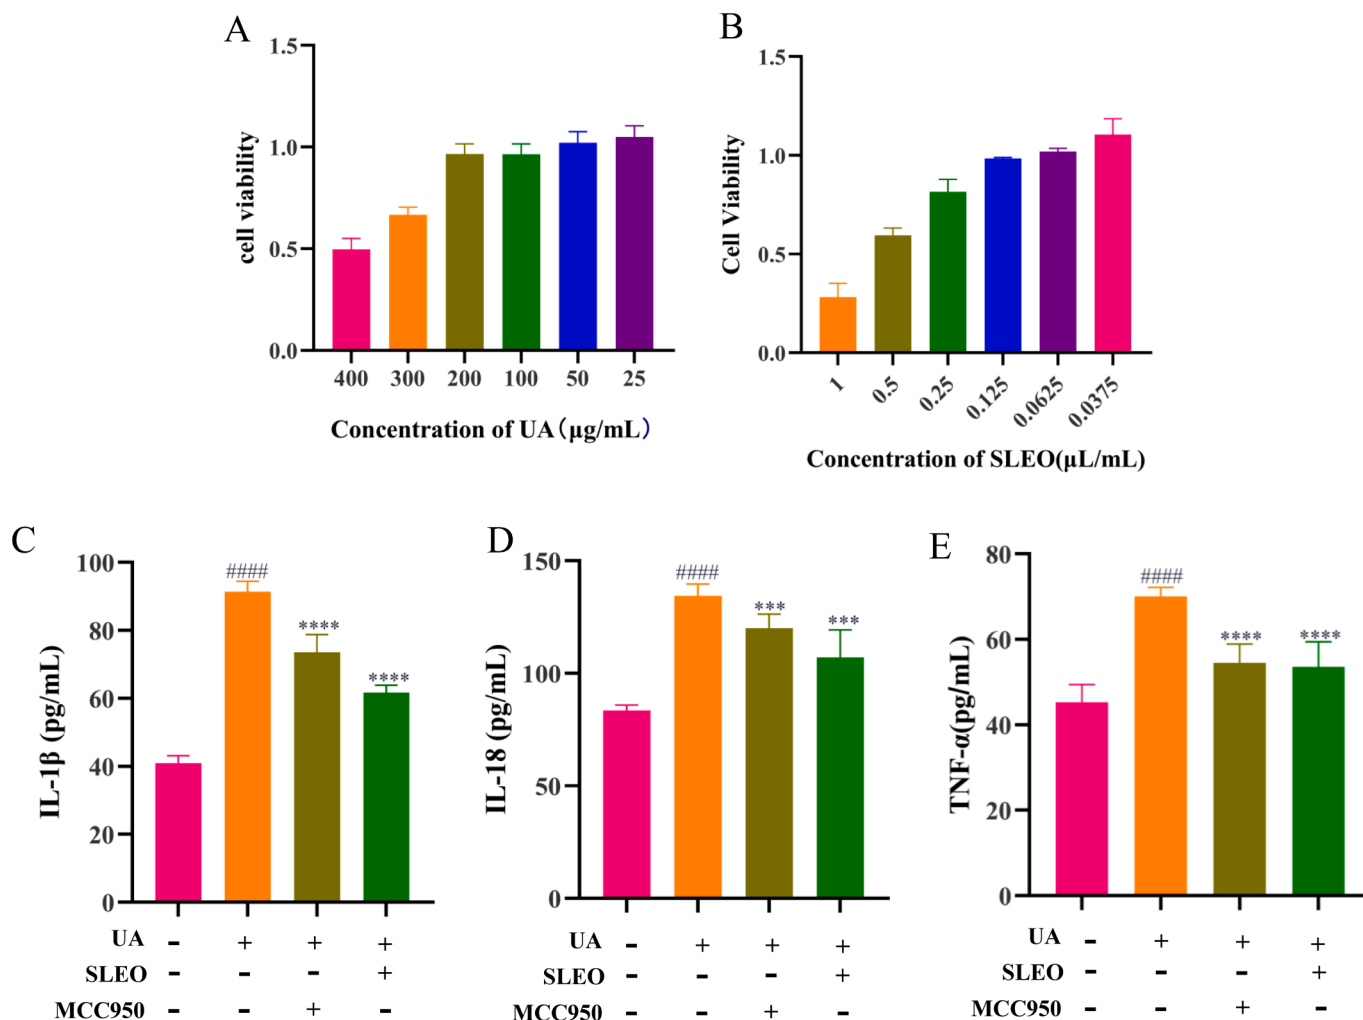 A
1.5
1.0
0.5
0.0
cell viability
400 300 200 100 50 25
Concentration of UA（μg/mL）
B
1.5
1.0
0.5
0.0
Cell Viability
1 0.5 0.25 0.125 0.0625 0.0375
Concentration of SLEO(μL/mL)
C
100
80
60
40
20
0
IL-1β (pg/mL)
####
****
****
UA - + + +
SLEO - - - +
MCC950 - - + -
D
150
100
50
0
IL-18 (pg/mL)
####
***
***
UA - + + +
SLEO - - - +
MCC950 - - + -
E
80
60
40
20
0
TNF-α(pg/mL)
####
****
****
UA - + + +
SLEO - - - +
MCC950 - - + -